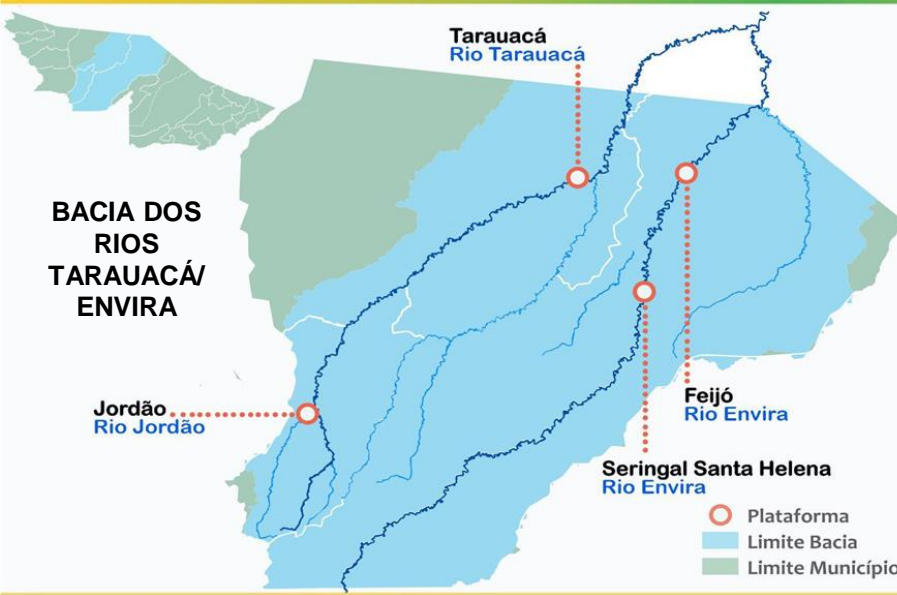 Tarauacá
Rio Tarauacá
BACIA DOS
RIOS
TARAUACÁ/
ENVIRA
Jordão
Rio Jordão
Feijó
Rio Envira
Seringal Santa Helena
Rio Envira
Plataforma
Limite Bacia
Limite Município